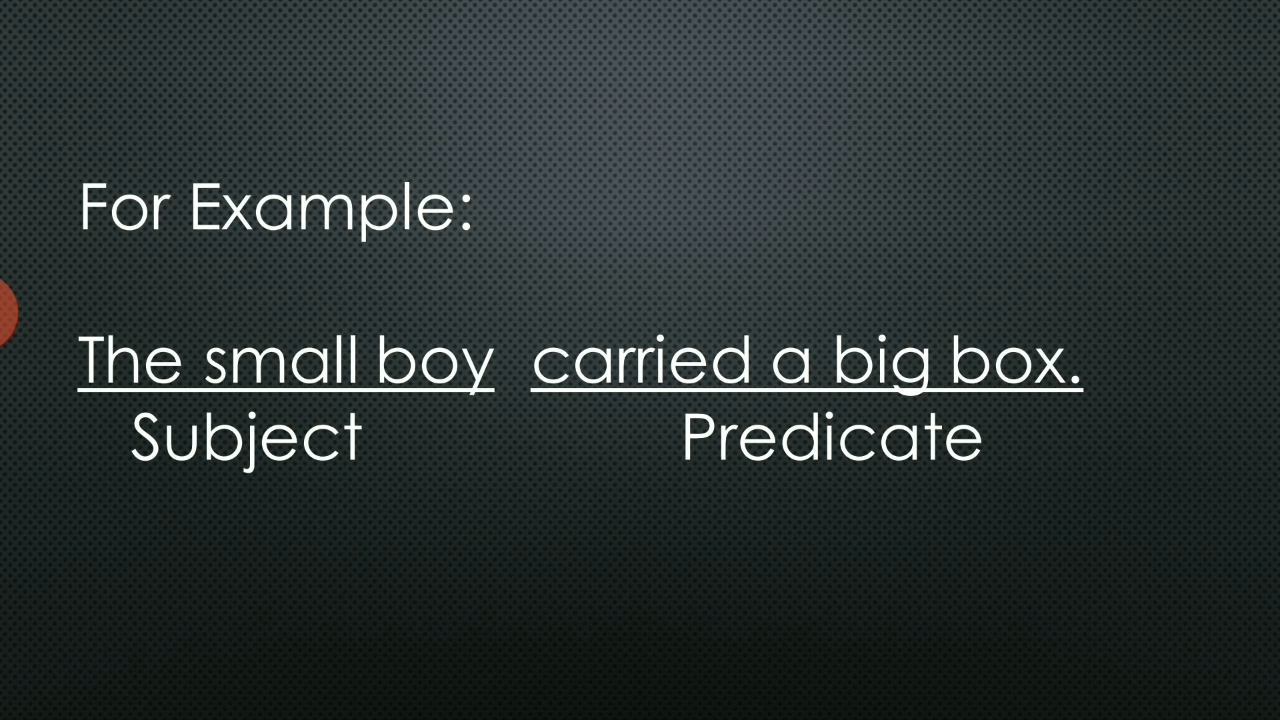 For Example:
The small boy carried a big box.
Subject Predicate